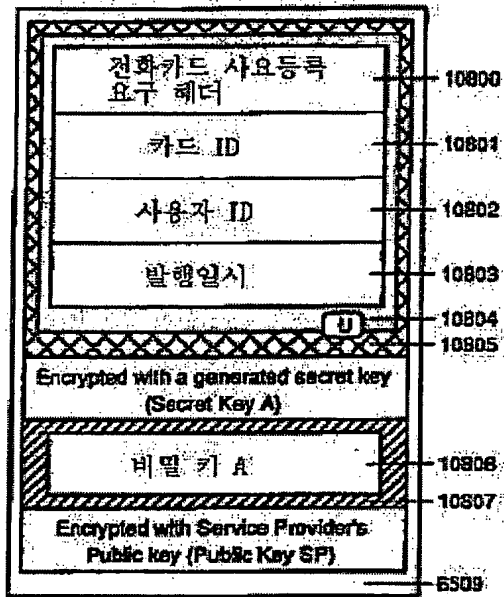 전화카드 사요등록
요구 헤더
10800
카드 ID
10801
사용자 ID
10802
발행일시
10803
U
10804
10805
Encrypted with a generated secret key
(Secret Key A)
비밀 키 A
10806
10807
Encrypted with Service Provider's
Public key (Public Key SP)
6509